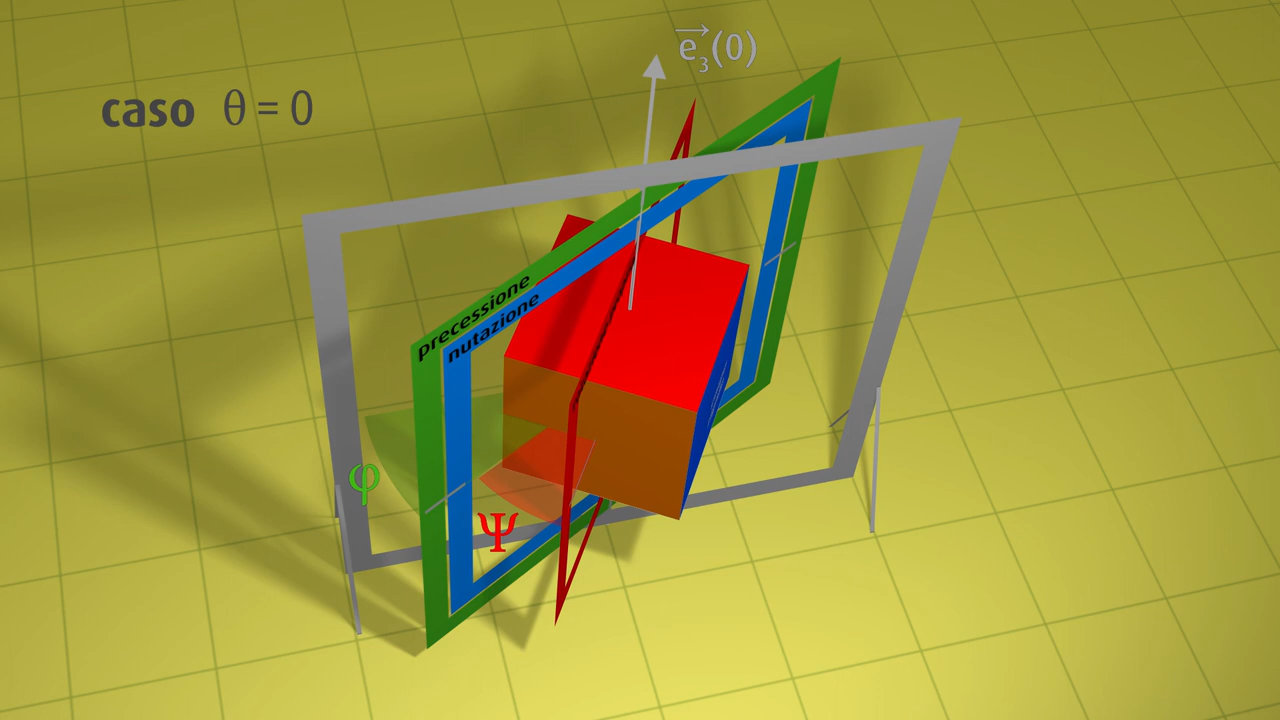 e⃗₃(0)
caso θ = 0
precessione
nutazione
φ
Ψ